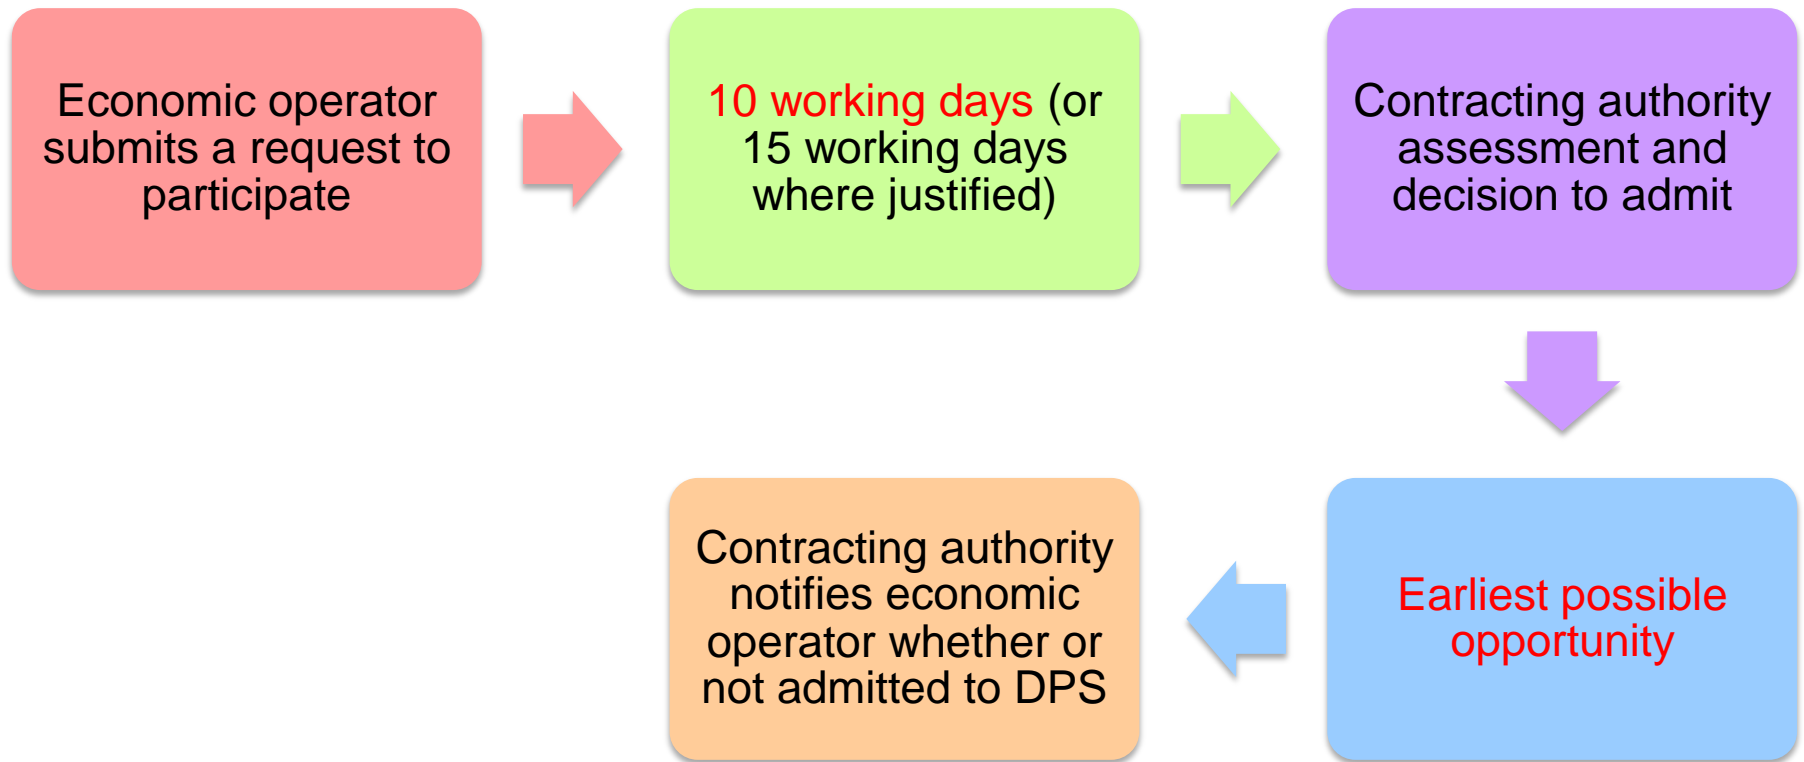 Economic operator
submits a request to
participate
10 working days (or
15 working days
where justified)
Contracting authority
assessment and
decision to admit
Earliest possible
opportunity
Contracting authority
notifies economic
operator whether or
not admitted to DPS